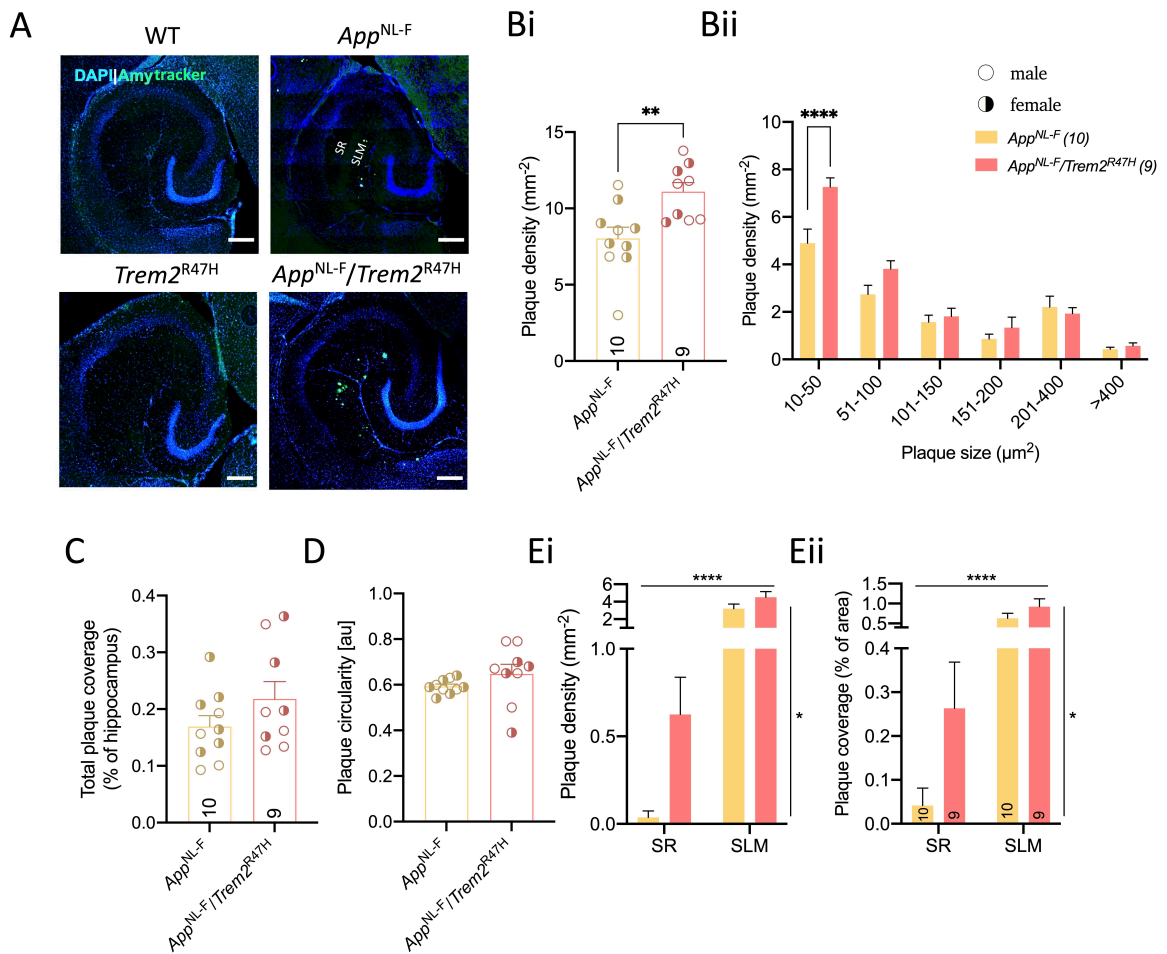 A
WT
App^NL-F
DAPI|Amytracker
SR
SLM
Trem2^R47H
App^NL-F/Trem2^R47H
Bi
**
Plaque density (mm^-2)
15
10
5
0
10
9
App^NL-F
App^NL-F/Trem2^R47H
Bii
male
female
App^NL-F (10)
App^NL-F/Trem2^R47H (9)
****
Plaque density (mm^-2)
10
8
6
4
2
0
10-50
51-100
101-150
151-200
201-400
>400
Plaque size (µm²)
C
Total plaque coverage
(% of hippocampus)
0.4
0.3
0.2
0.1
0.0
10
9
App^NL-F
App^NL-F/Trem2^R47H
D
Plaque circularity [au]
1.0
0.8
0.6
0.4
0.2
0.0
App^NL-F
App^NL-F/Trem2^R47H
Ei
****
Plaque density (mm^-2)
6
4
2
1.0
0.5
0.0
*
SR
SLM
Eii
****
Plaque coverage (% of area)
1.5
1.0
0.5
0.4
0.3
0.2
0.1
0.0
10
9
10
9
*
SR
SLM